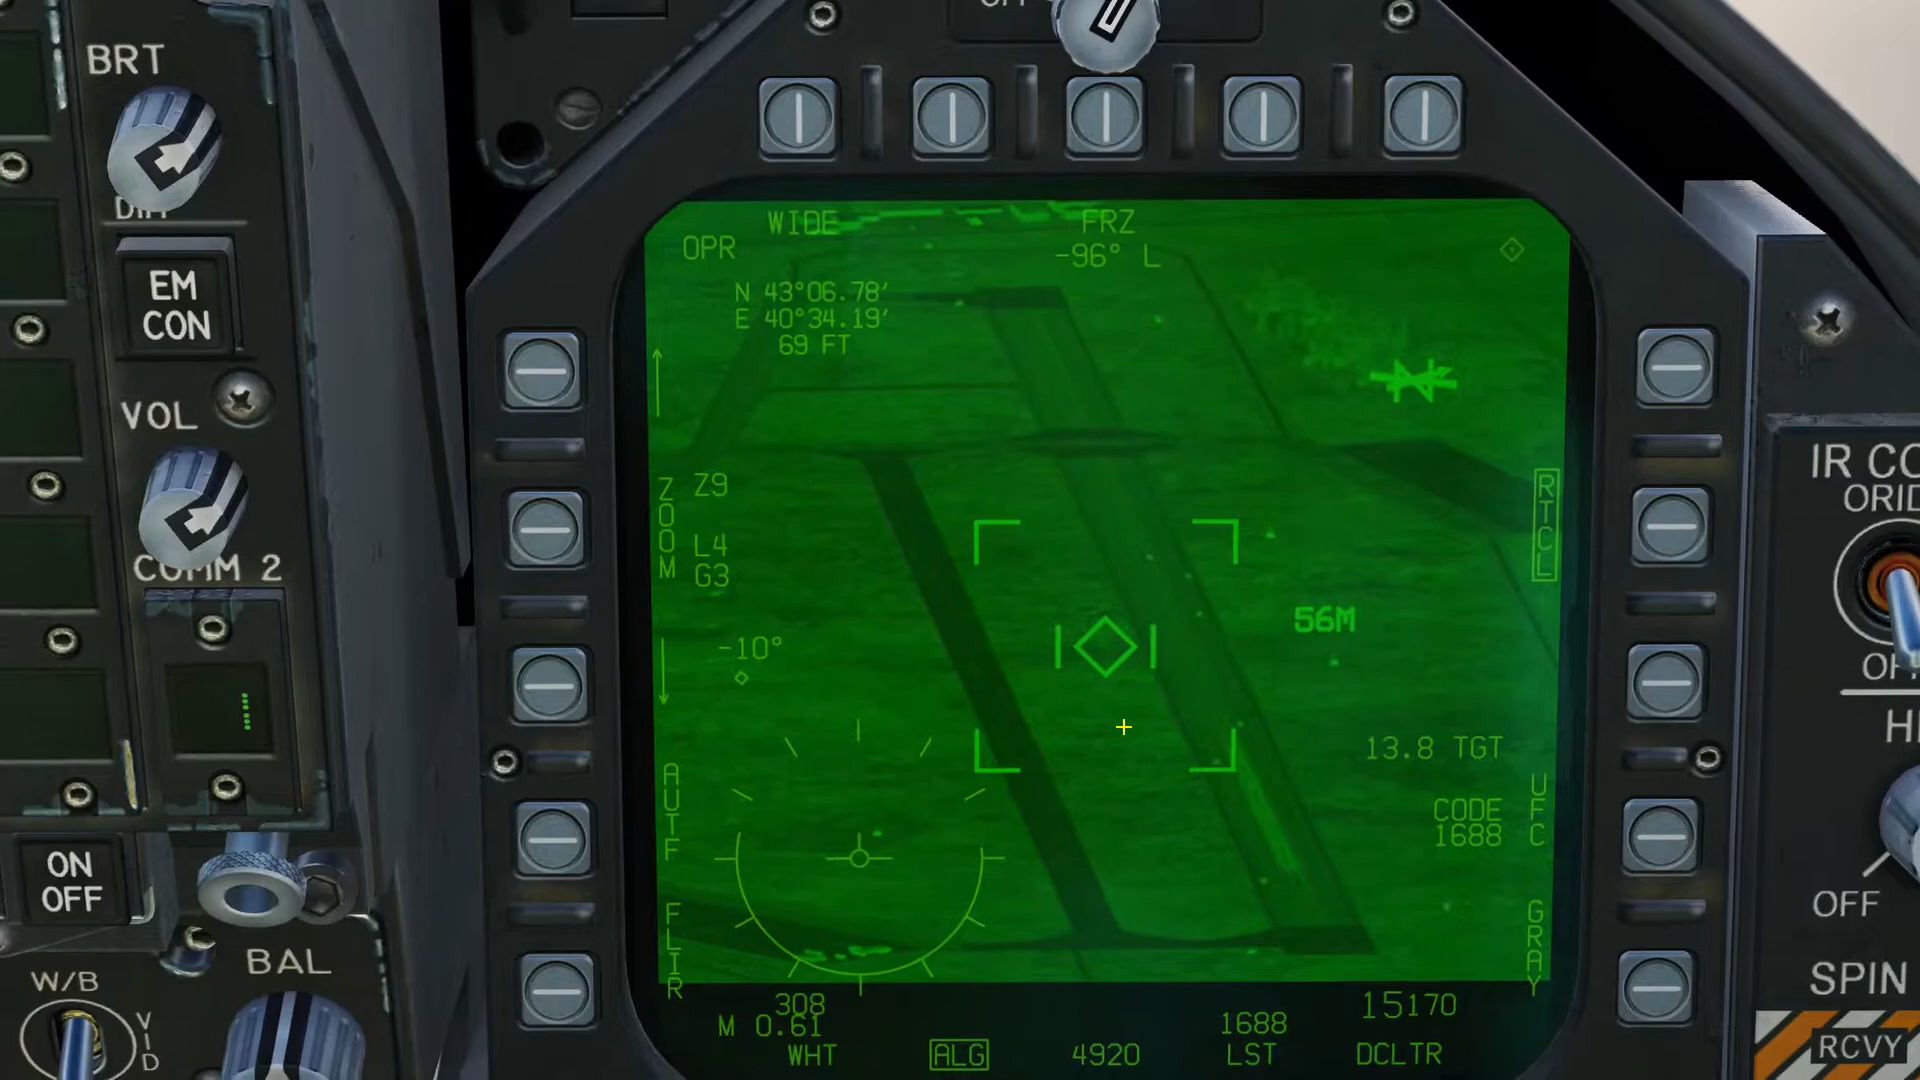 BRT
EM
CON
VOL
COMM 2
ON
OFF
BAL
W/B
VID
WIDE
FRZ
OPR
-96° L
N 43°06.78'
E 40°34.19'
69 FT
ZOOM
Z9
L4
G3
-10°
RTCL
56M
13.8 TGT
AUTF
UFC
CODE
1688
FLIR
GRAY
308
M 0.61
15170
1688
WHT
ALG
4920
LST
DCLTR
IR CO
ORID
OFF
SPIN
RCVY